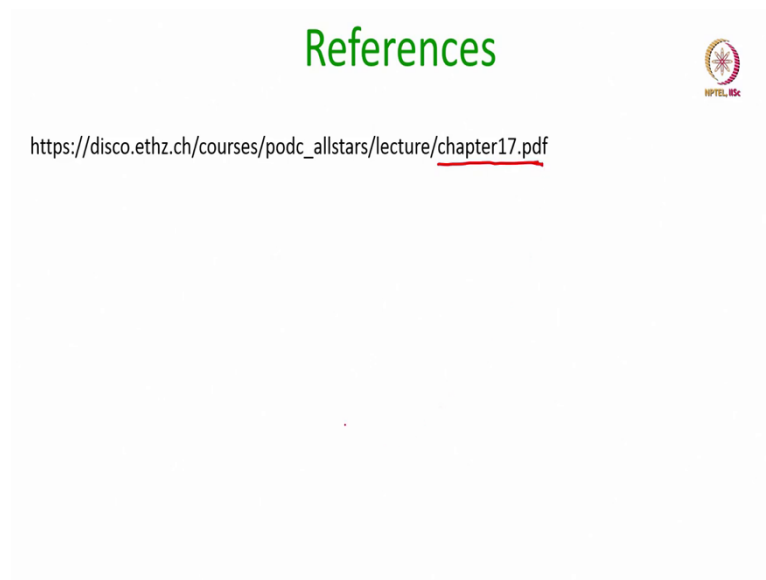 References
NPTEL, IISc
https://disco.ethz.ch/courses/podc_allstars/lecture/chapter17.pdf